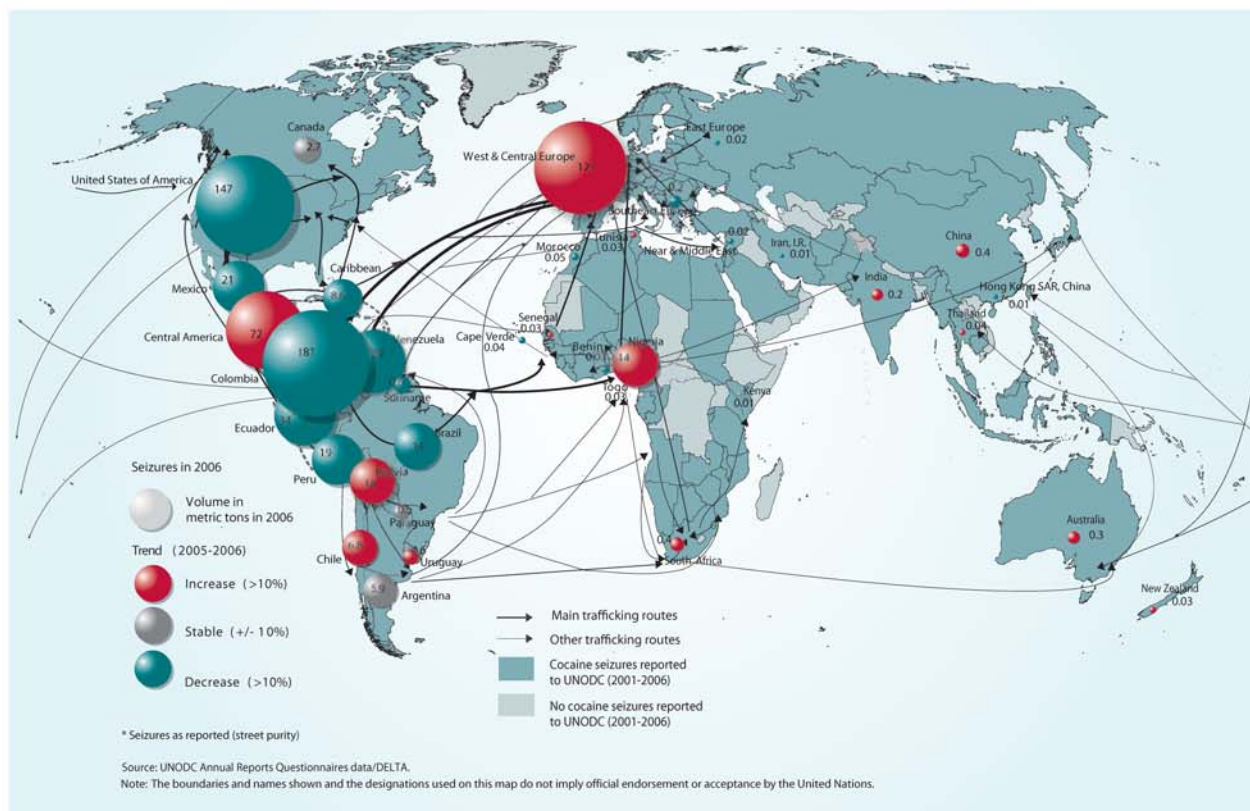 Canada
2.7
United States of America
147
Mexico
21
Caribbean
Central America
72
Colombia
Venezuela
Suriname
Ecuador
Peru
19
Brazil
Bolivia
Paraguay
Chile
6.8
Uruguay
Argentina
5.9
West & Central Europe
East Europe
0.02
0.2
Southeast Europe
Tunisia
0.03
Morocco
0.05
Near & Middle East
0.02
Iran, I.R.
0.01
China
0.4
India
0.2
Hong Kong SAR, China
0.01
Thailand
0.04
Senegal
0.03
Cape Verde
0.04
Benin
Nigeria
14
Togo
0.03
Kenya
0.01
0.4
South Africa
Australia
0.3
New Zealand
0.03
Seizures in 2006
Volume in
metric tons in 2006
Trend (2005-2006)
Increase (>10%)
Stable (+/- 10%)
Decrease (>10%)
Main trafficking routes
Other trafficking routes
Cocaine seizures reported
to UNODC (2001-2006)
No cocaine seizures reported
to UNODC (2001-2006)
* Seizures as reported (street purity)
Source: UNODC Annual Reports Questionnaires data/DELTA.
Note: The boundaries and names shown and the designations used on this map do not imply official endorsement or acceptance by the United Nations.